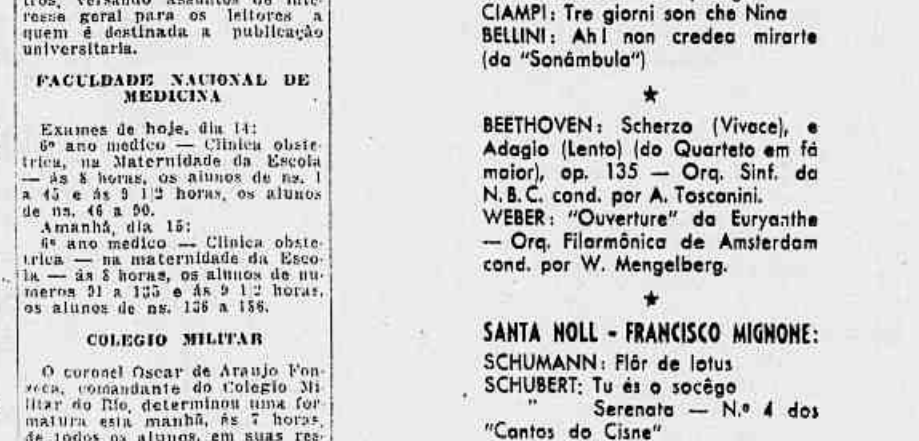 tros, versando assuntos de inte-
resse geral para os leitores a
quem é destinada a publicação
universitaria.
FACULDADE NACIONAL DE
MEDICINA
Exames de hoje, dia 14:
6º ano medico — Clinica obste-
trica, na Maternidade da Escola
— ás 8 horas, os alunos de ns. 1
a 45 e ás 9 1|2 horas, os alunos
de ns. 46 a 90.
Amanhã, dia 15:
6º ano medico — Clinica obste-
trica — na maternidade da Esco-
la — ás 8 horas, os alunos de nu-
meros 91 a 135 e ás 9 1|2 horas,
os alunos de ns. 136 a 186.
COLEGIO MILITAR
O coronel Oscar de Araujo Fon-
seca, comandante do Colegio Mi-
litar do Rio, determinou uma for-
matura esta manhã, ás 7 horas,
de todos os alunos, em suas res-
CIAMPI: Tre giorni son che Nina
BELLINI: Ah! non credea mirarte
(da "Sonâmbula")
★
BEETHOVEN: Scherzo (Vivace), e
Adagio (Lento) (do Quarteto em fá
maior), op. 135 — Orq. Sinf. da
N.B.C. cond. por A. Toscanini.
WEBER: "Ouverture" da Euryanthe
— Orq. Filarmônica de Amsterdam
cond. por W. Mengelberg.
★
SANTA NOLL - FRANCISCO MIGNONE:
SCHUMANN: Flôr de lotus
SCHUBERT: Tu és o socêgo
" Serenata — N.º 4 dos
"Cantos do Cisne"